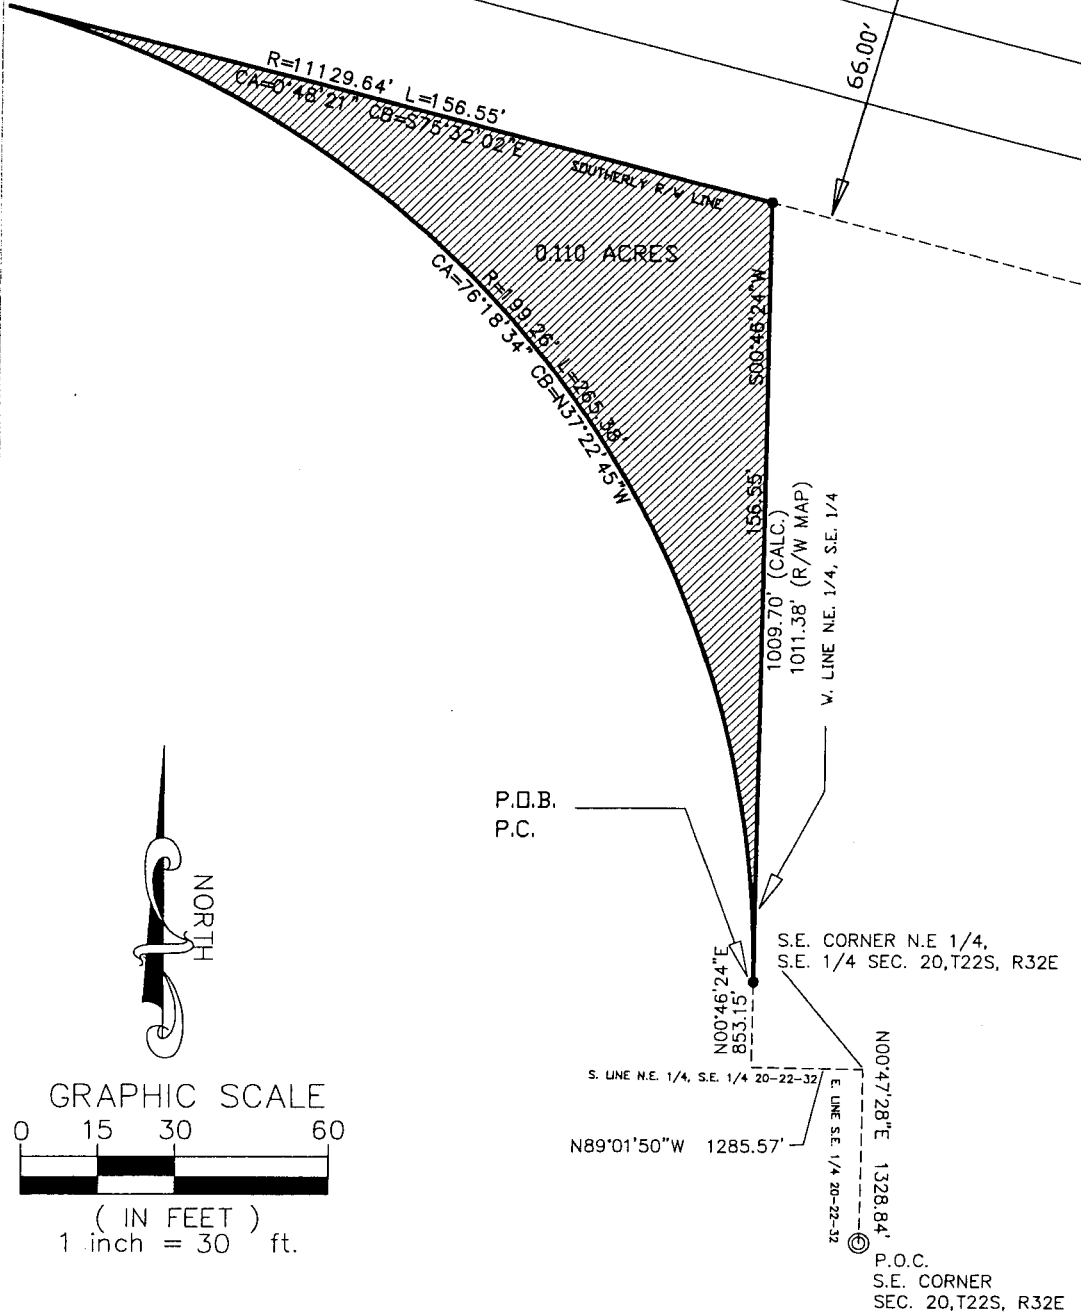 66.00'
R=11129.64' L=156.55'
CA=0°48'21" CB=S75°32'02"E
SOUTHERLY R/W LINE
0.110 ACRES
R=199.26' L=265.38'
CA=76°18'34" CB=N37°22'45"W
S00°46'24"W
156.55'
1009.70' (CALC.)
1011.38' (R/W MAP)
W. LINE N.E. 1/4, S.E. 1/4
P.O.B.
P.C.
NORTH
S.E. CORNER N.E 1/4,
S.E. 1/4 SEC. 20,T22S, R32E
N00°46'24"E
853.15'
S. LINE N.E. 1/4, S.E. 1/4 20-22-32
N89°01'50"W 1285.57'
E. LINE S.E. 1/4 20-22-32
N00°47'28"E 1328.84'
P.O.C.
S.E. CORNER
SEC. 20,T22S, R32E
GRAPHIC SCALE
0 15 30 60
( IN FEET )
1 inch = 30 ft.